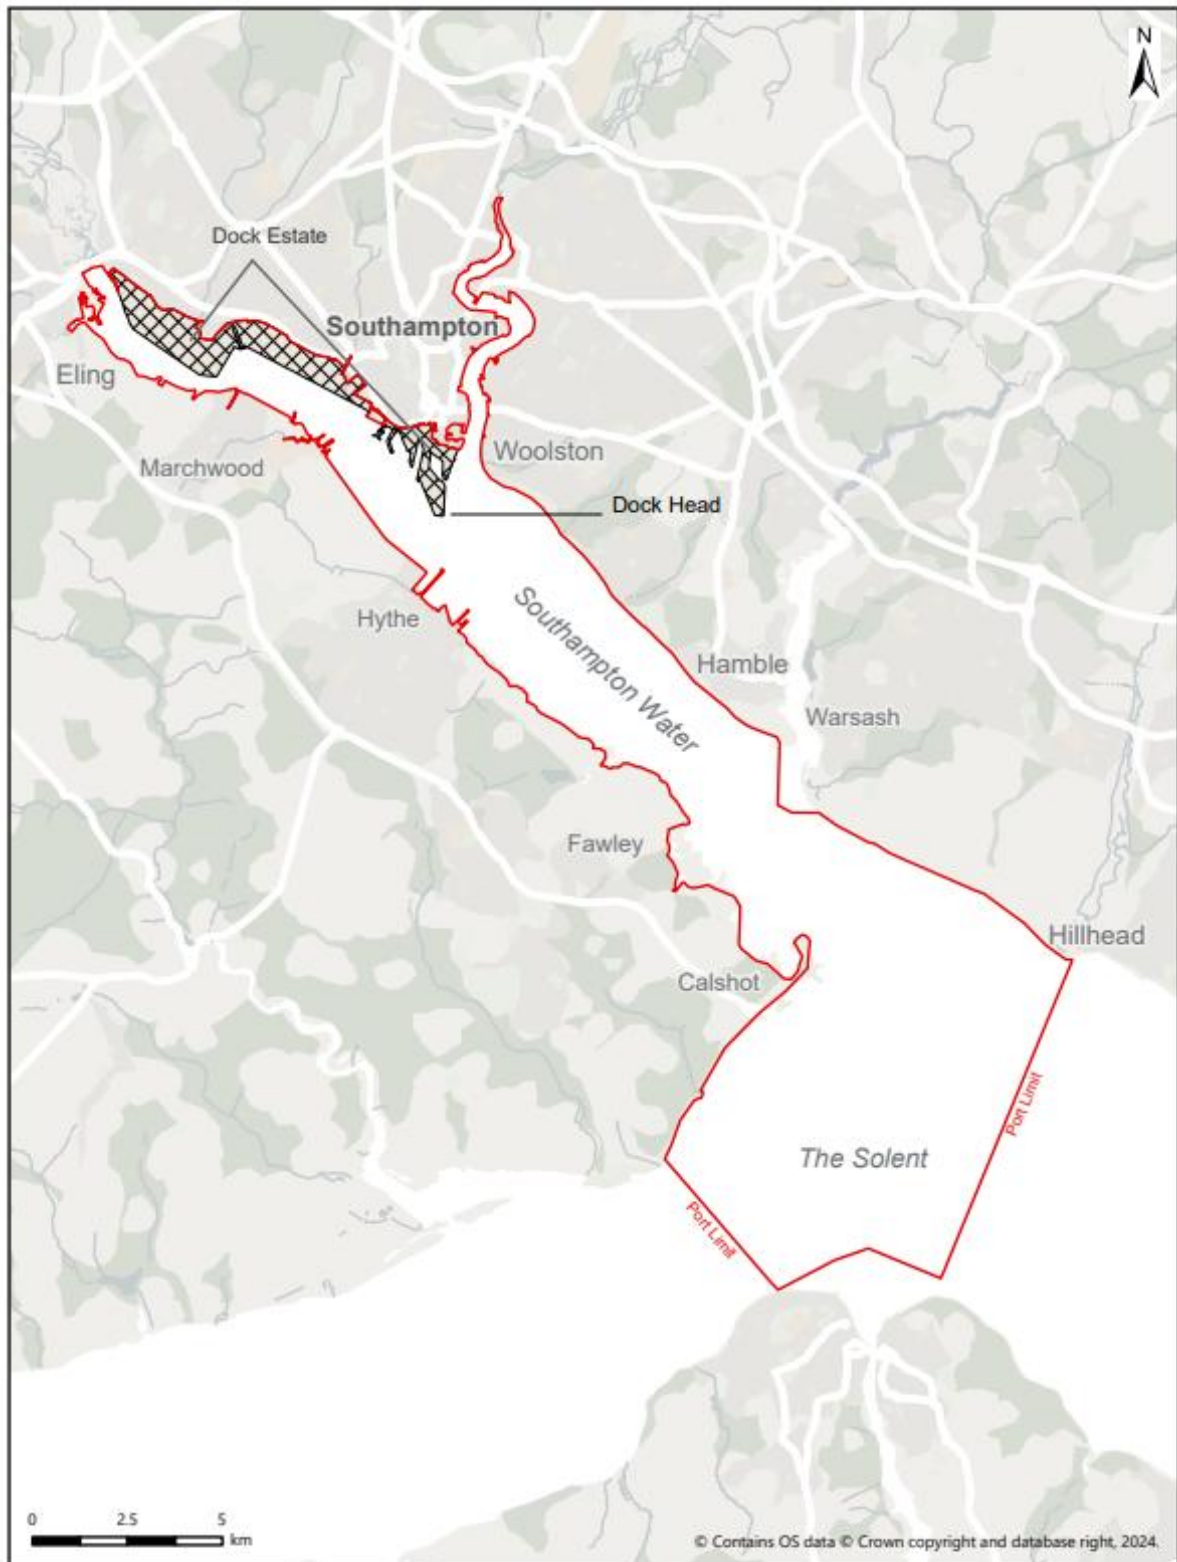 N
Dock Estate
Southampton
Eling
Woolston
Marchwood
Dock Head
Hythe
Southampton Water
Hamble
Warsash
Fawley
Hillhead
Calshot
Port Limit
The Solent
Port Limit
0 2.5 5
km
© Contains OS data © Crown copyright and database right, 2024.